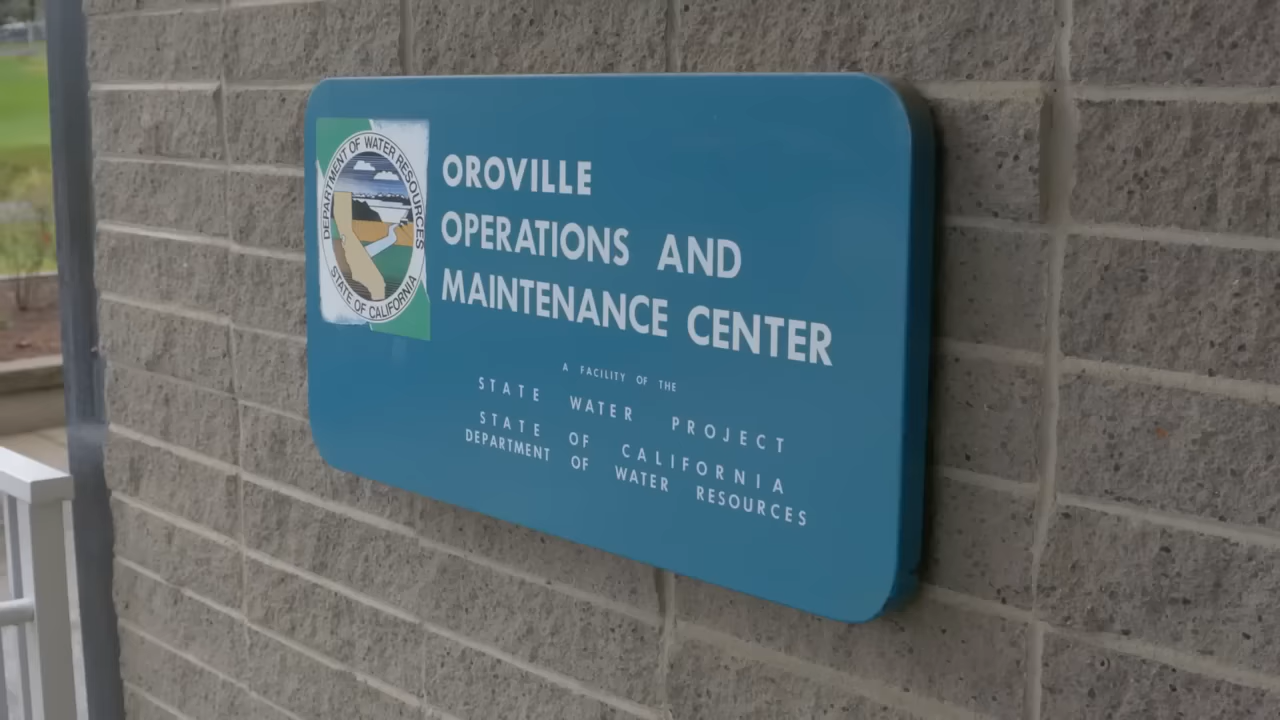 DEPARTMENT OF WATER RESOURCES
STATE OF CALIFORNIA
OROVILLE
OPERATIONS AND
MAINTENANCE CENTER
A FACILITY OF THE
STATE WATER PROJECT
STATE OF CALIFORNIA
DEPARTMENT OF WATER RESOURCES